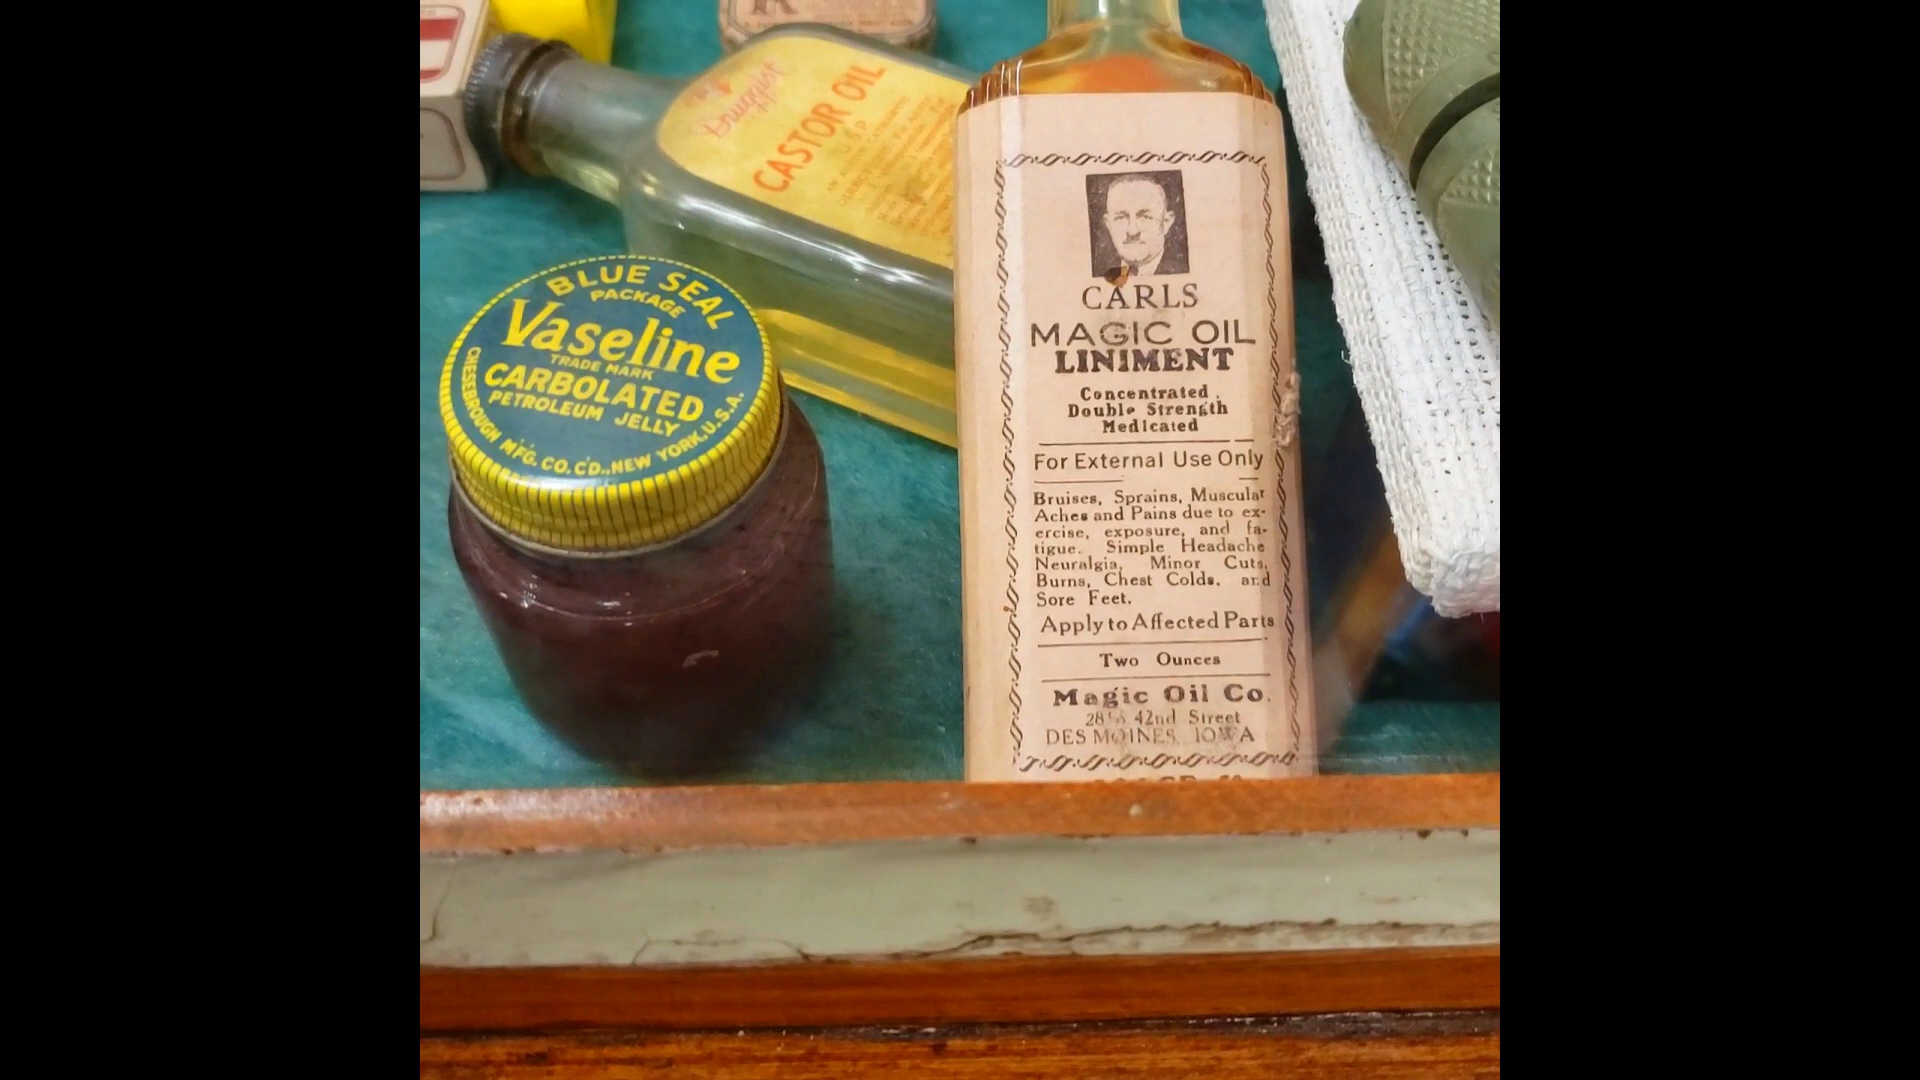 Druggist
CASTOR OIL
U.S.P.
BLUE SEAL
PACKAGE
Vaseline
TRADE MARK
CARBOLATED
PETROLEUM JELLY
CHESEBROUGH MFG. CO. C'D., NEW YORK, U.S.A.
CARLS
MAGIC OIL
LINIMENT
Concentrated
Double Strength
Medicated
For External Use Only
Bruises, Sprains, Muscular
Aches and Pains due to ex-
ercise, exposure, and fa-
tigue. Simple Headache
Neuralgia, Minor Cuts,
Burns, Chest Colds, and
Sore Feet.
Apply to Affected Parts
Two Ounces
Magic Oil Co.
42nd Street
DES MOINES, IOWA